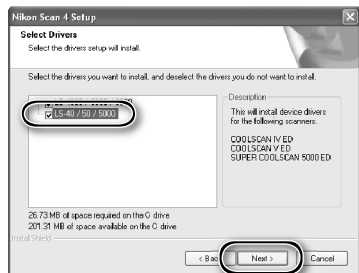 Nikon Scan 4 Setup
Select Drivers
Select the drivers setup will install.
Select the drivers you want to install, and deselect the drivers you do not want to install.
LS-40 / 50 / 5000
Description
This will install device drivers
for the following scanners.
COOLSCAN IV ED
COOLSCAN V ED
SUPER COOLSCAN 5000 ED
26.73 MB of space required on the C drive
201.31 MB of space available on the C drive
InstallShield
< Bac
Next >
Cancel